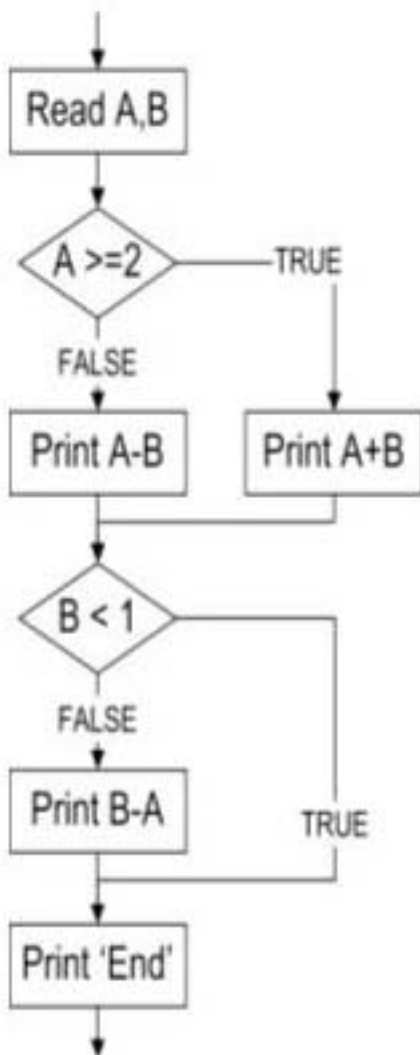 Read A,B
A >=2
TRUE
FALSE
Print A-B
Print A+B
B < 1
FALSE
Print B-A
TRUE
Print ‘End’